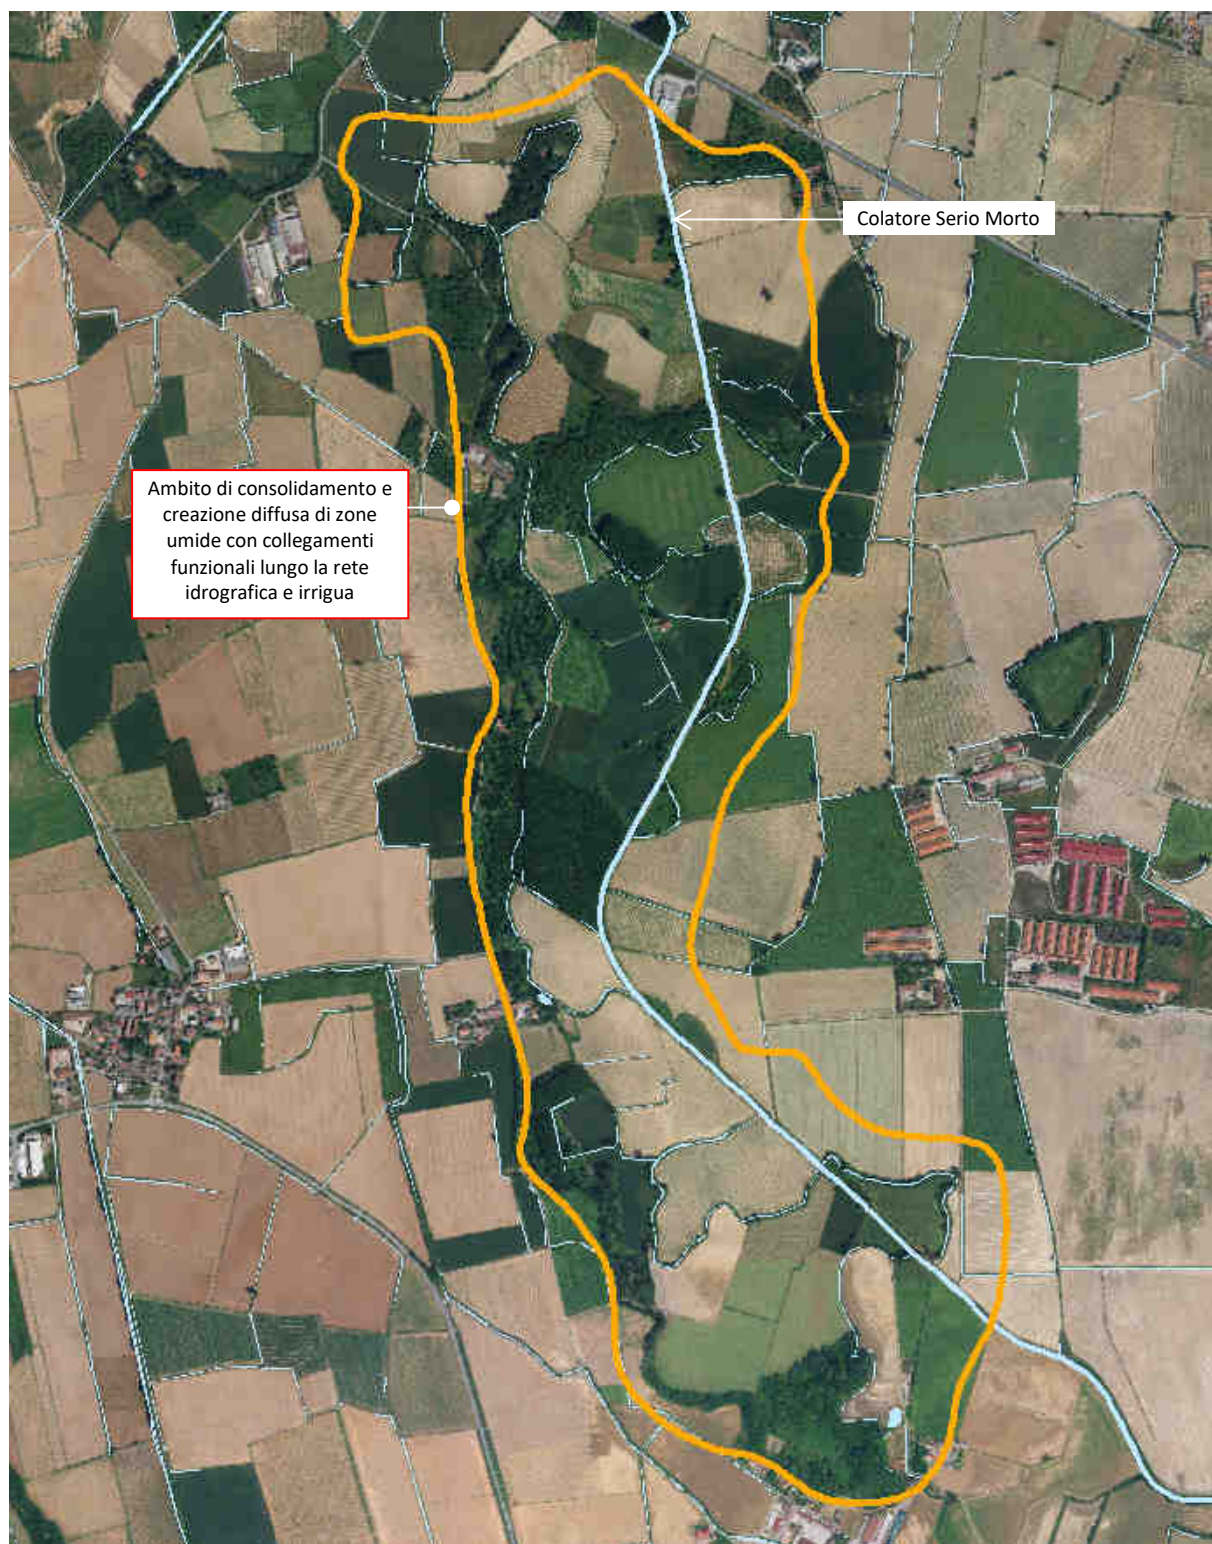 Colatore Serio Morto
Ambito di consolidamento e
creazione diffusa di zone
umide con collegamenti
funzionali lungo la rete
idrografica e irrigua